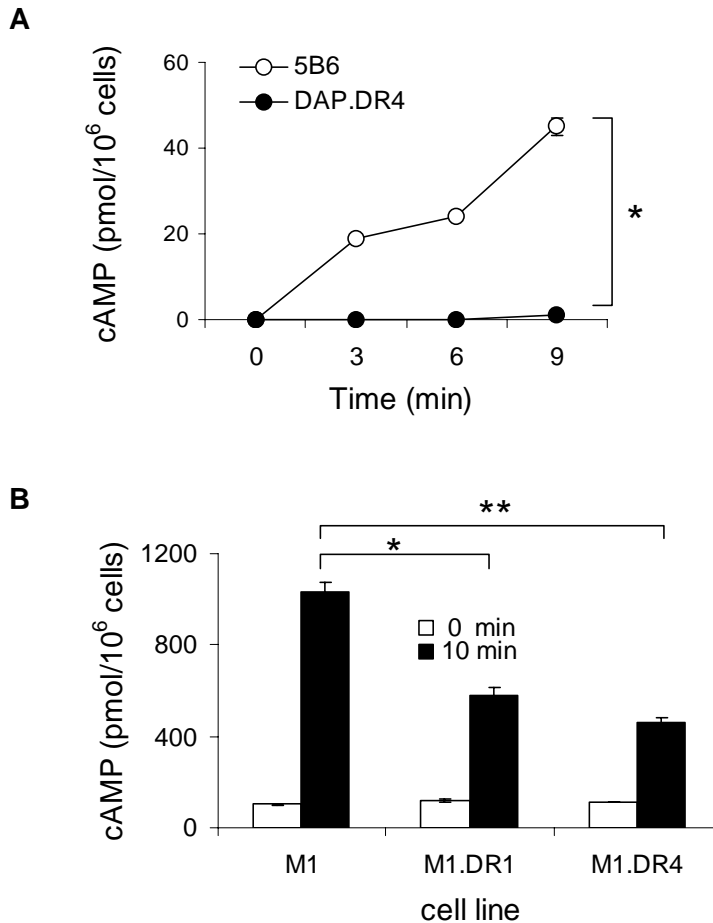 A
5B6
DAP.DR4
cAMP (pmol/10⁶ cells)
60
40
20
0
*
0 3 6 9
Time (min)
B
cAMP (pmol/10⁶ cells)
1200
800
400
0
**
*
0 min
10 min
M1 M1.DR1 M1.DR4
cell line